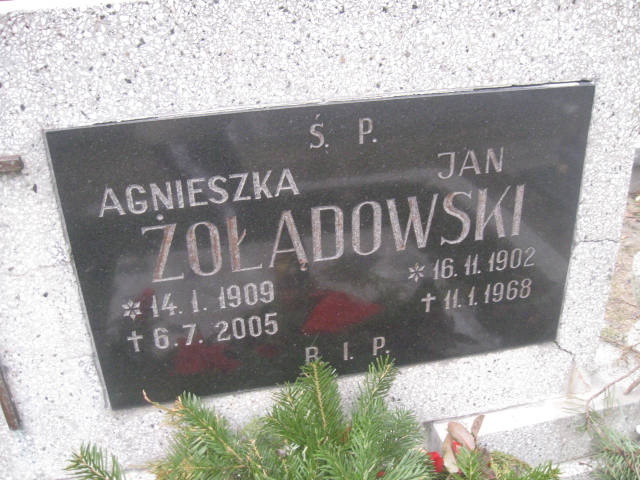 Ś. P.
AGNIESZKA JAN
ŻOŁĄDOWSKI
* 14. 1. 1909 * 16. 11. 1902
† 6. 7. 2005 † 11. 1. 1968
R. I. P.